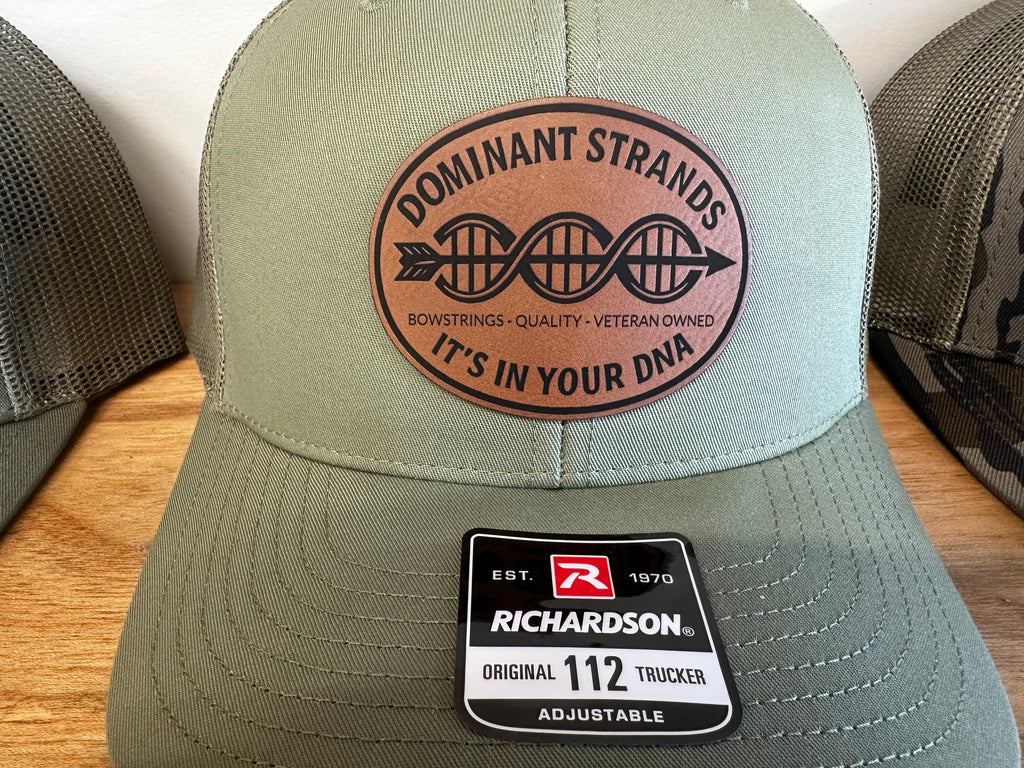 DOMINANT STRANDS
BOWSTRINGS - QUALITY - VETERAN OWNED
IT'S IN YOUR DNA
EST. R 1970
RICHARDSON®
ORIGINAL 112 TRUCKER
ADJUSTABLE